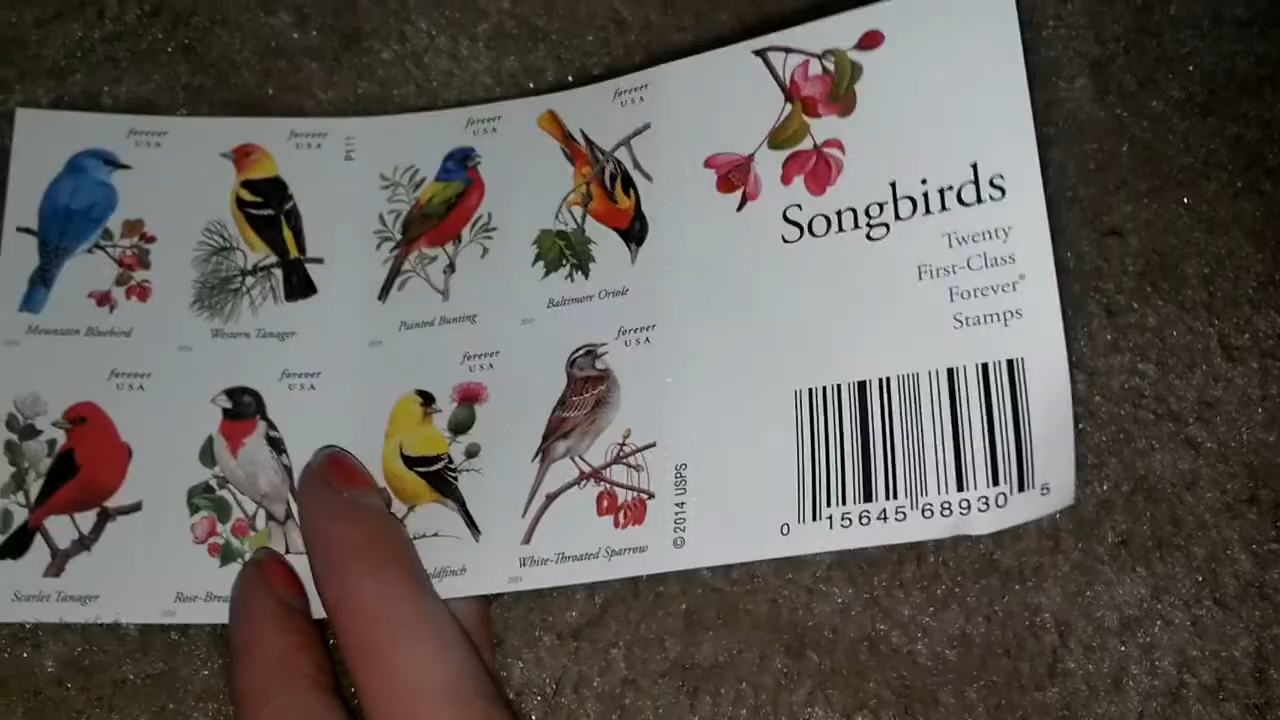 forever
USA
Mountain Bluebird
forever
USA
Western Tanager
P111
forever
USA
Painted Bunting
forever
USA
Baltimore Oriole
forever
USA
Scarlet Tanager
forever
USA
forever
USA
forever
USA
White-Throated Sparrow
© 2014 USPS
Songbirds
Twenty
First-Class
Forever®
Stamps
0 15645 68930 5